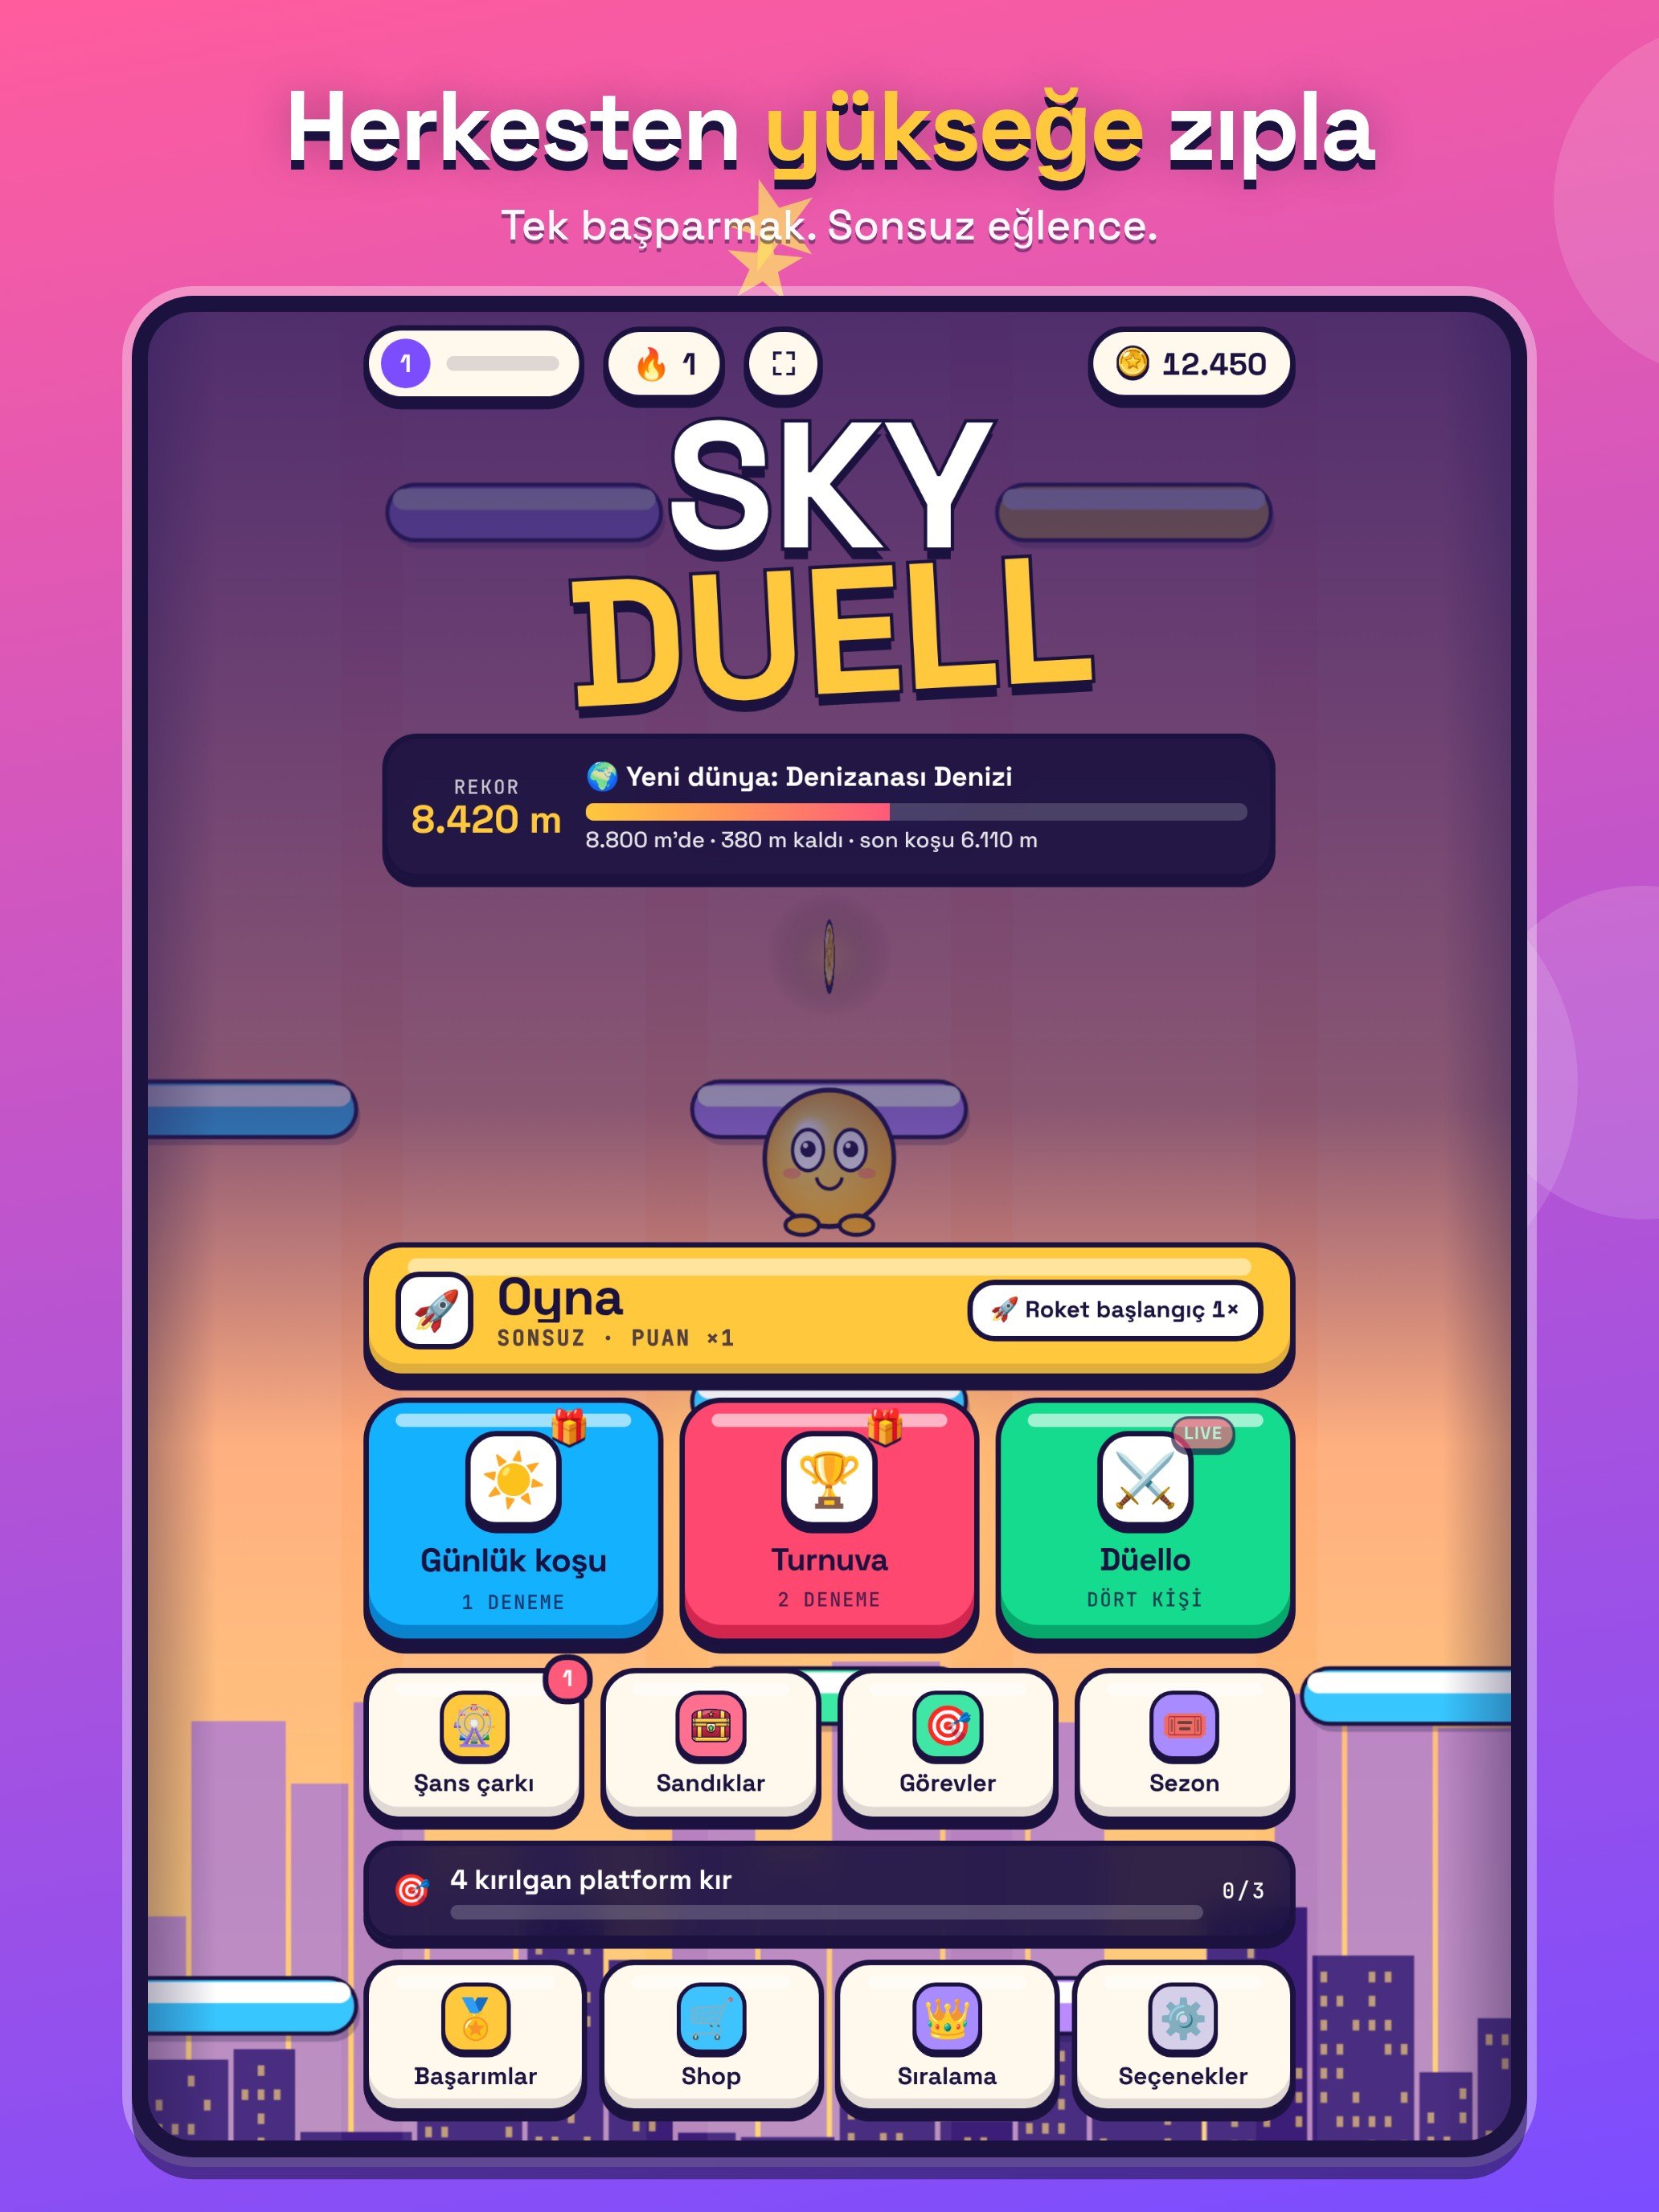 Herkesten yükseğe zıpla
Tek başparmak. Sonsuz eğlence.
1
1
12.450
SKY
DUELL
REKOR
8.420 m
Yeni dünya: Denizanası Denizi
8.800 m'de · 380 m kaldı · son koşu 6.110 m
Oyna
SONSUZ · PUAN ×1
Roket başlangıç 1×
Günlük koşu
1 DENEME
Turnuva
2 DENEME
LIVE
Düello
DÖRT KİŞİ
1
Şans çarkı
Sandıklar
Görevler
Sezon
4 kırılgan platform kır
0/3
Başarımlar
Shop
Sıralama
Seçenekler